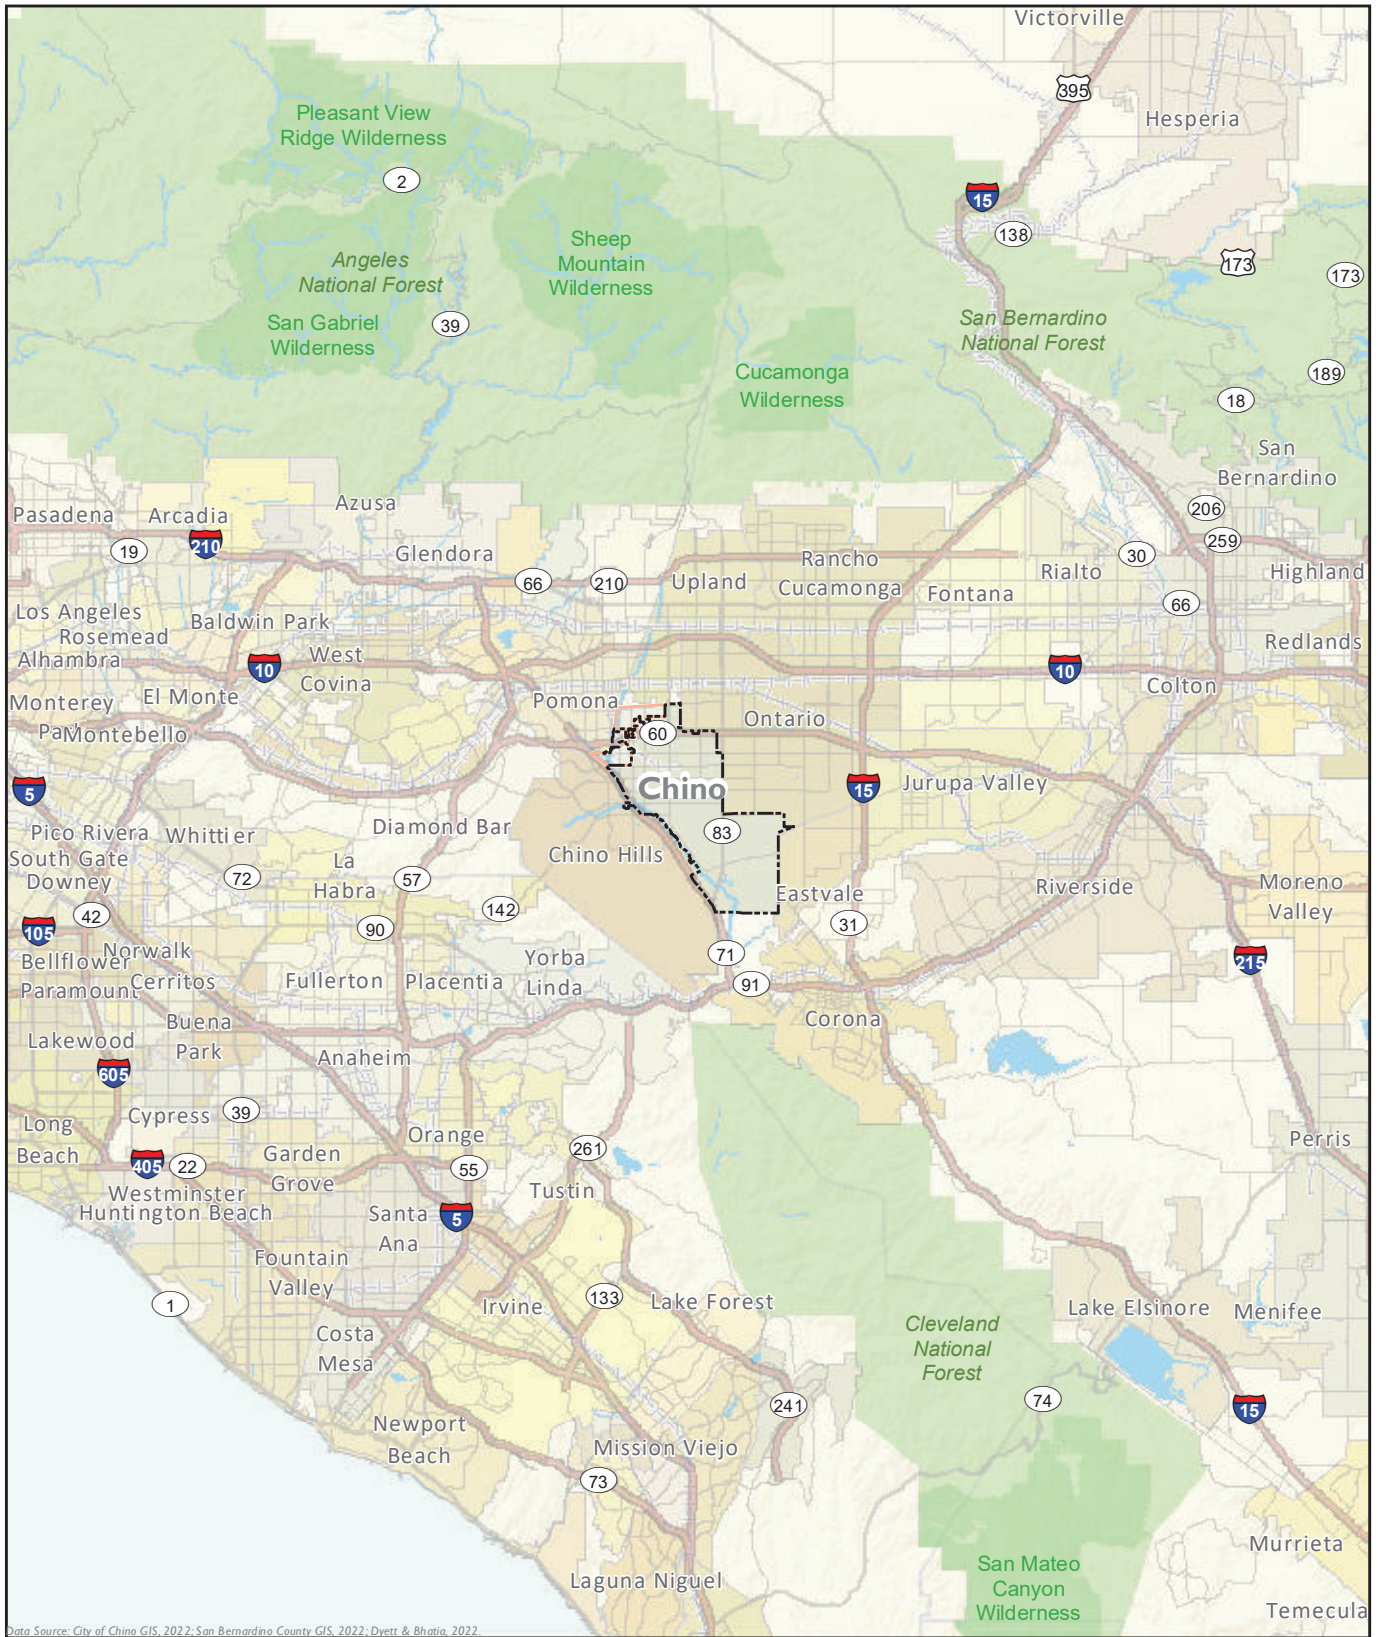 Victorville
395
Hesperia
Pleasant View
Ridge Wilderness
2
15
138
Sheep
Mountain
Wilderness
Angeles
National Forest
173
173
San Gabriel
Wilderness
39
San Bernardino
National Forest
Cucamonga
Wilderness
189
18
San
Bernardino
Pasadena
Arcadia
Azusa
206
19
210
Glendora
259
30
Rancho
Cucamonga
66
210
Upland
Rialto
Highland
Fontana
66
Los Angeles
Rosemead
Baldwin Park
Redlands
Alhambra
10
West
Covina
10
Colton
Monterey
Park
El Monte
Pomona
Ontario
Montebello
60
5
Chino
15
Jurupa Valley
Pico Rivera
Whittier
Diamond Bar
83
South Gate
Downey
La
Habra
Chino Hills
72
57
Eastvale
Riverside
Moreno
Valley
42
105
90
142
31
Norwalk
Bellflower
Paramount
Cerritos
Fullerton
Placentia
Yorba
Linda
71
91
215
Buena
Park
Corona
Lakewood
Anaheim
605
Cypress
39
Long
Beach
Orange
Perris
405
22
Garden
Grove
55
261
Westminster
Huntington Beach
Tustin
Santa
Ana
5
Fountain
Valley
1
Irvine
133
Lake Forest
Lake Elsinore
Menifee
Costa
Mesa
Cleveland
National
Forest
241
74
15
Newport
Beach
Mission Viejo
73
Murrieta
San Mateo
Canyon
Wilderness
Laguna Niguel
Temecula
Data Source: City of Chino GIS, 2022; San Bernardino County GIS, 2022; Dyett & Bhatia, 2022.